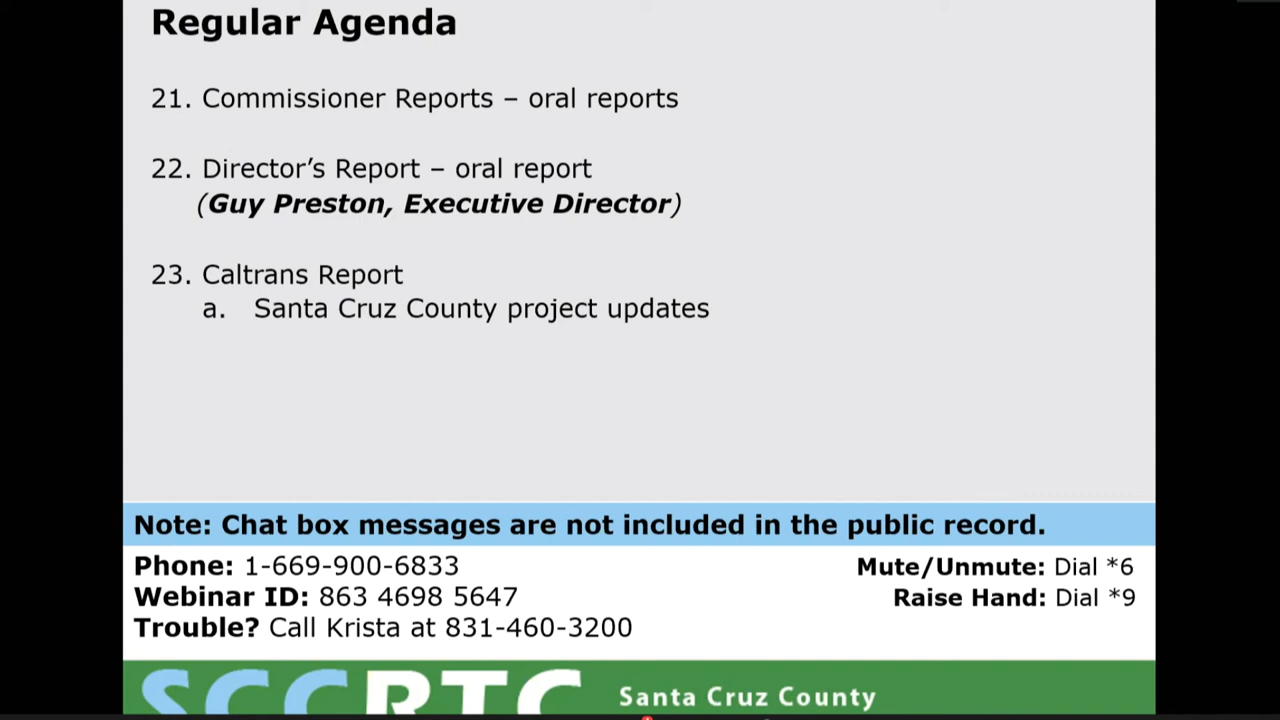 Regular Agenda
21. Commissioner Reports – oral reports
22. Director’s Report – oral report
(Guy Preston, Executive Director)
23. Caltrans Report
a. Santa Cruz County project updates
Note: Chat box messages are not included in the public record.
Phone: 1-669-900-6833
Mute/Unmute: Dial *6
Webinar ID: 863 4698 5647
Raise Hand: Dial *9
Trouble? Call Krista at 831-460-3200
SCCRTC
Santa Cruz County